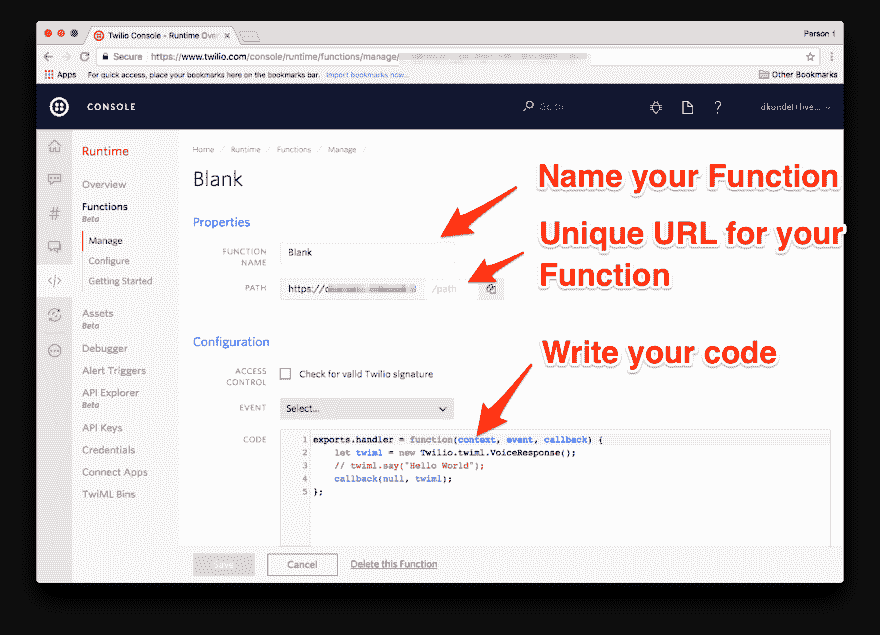 Twilio Console - Runtime Over
Person 1
Secure https://www.twilio.com/console/runtime/functions/manage/
Apps For quick access, place your bookmarks here on the bookmarks bar. Import bookmarks now...
Other Bookmarks
CONSOLE
Go to
Runtime
Overview
Functions
Beta
Manage
Configure
Getting Started
Assets
Beta
Debugger
Alert Triggers
API Explorer
Beta
API Keys
Credentials
Connect Apps
TwiML Bins
Home / Runtime / Functions / Manage /
Blank
Properties
FUNCTION
NAME
Blank
PATH
https://
/path
Configuration
ACCESS
CONTROL
Check for valid Twilio signature
EVENT
Select...
CODE
1 exports.handler = function(context, event, callback) {
2 let twiml = new Twilio.twiml.VoiceResponse();
3 // twiml.say("Hello World");
4 callback(null, twiml);
5 };
Save
Cancel
Delete this Function
Name your Function
Unique URL for your
Function
Write your code